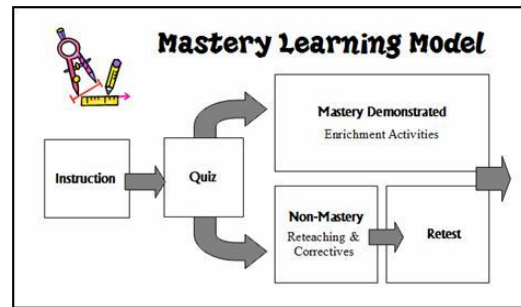 Mastery Learning Model
Instruction
Quiz
Mastery Demonstrated
Enrichment Activities
Non-Mastery
Reteaching &
Correctives
Retest